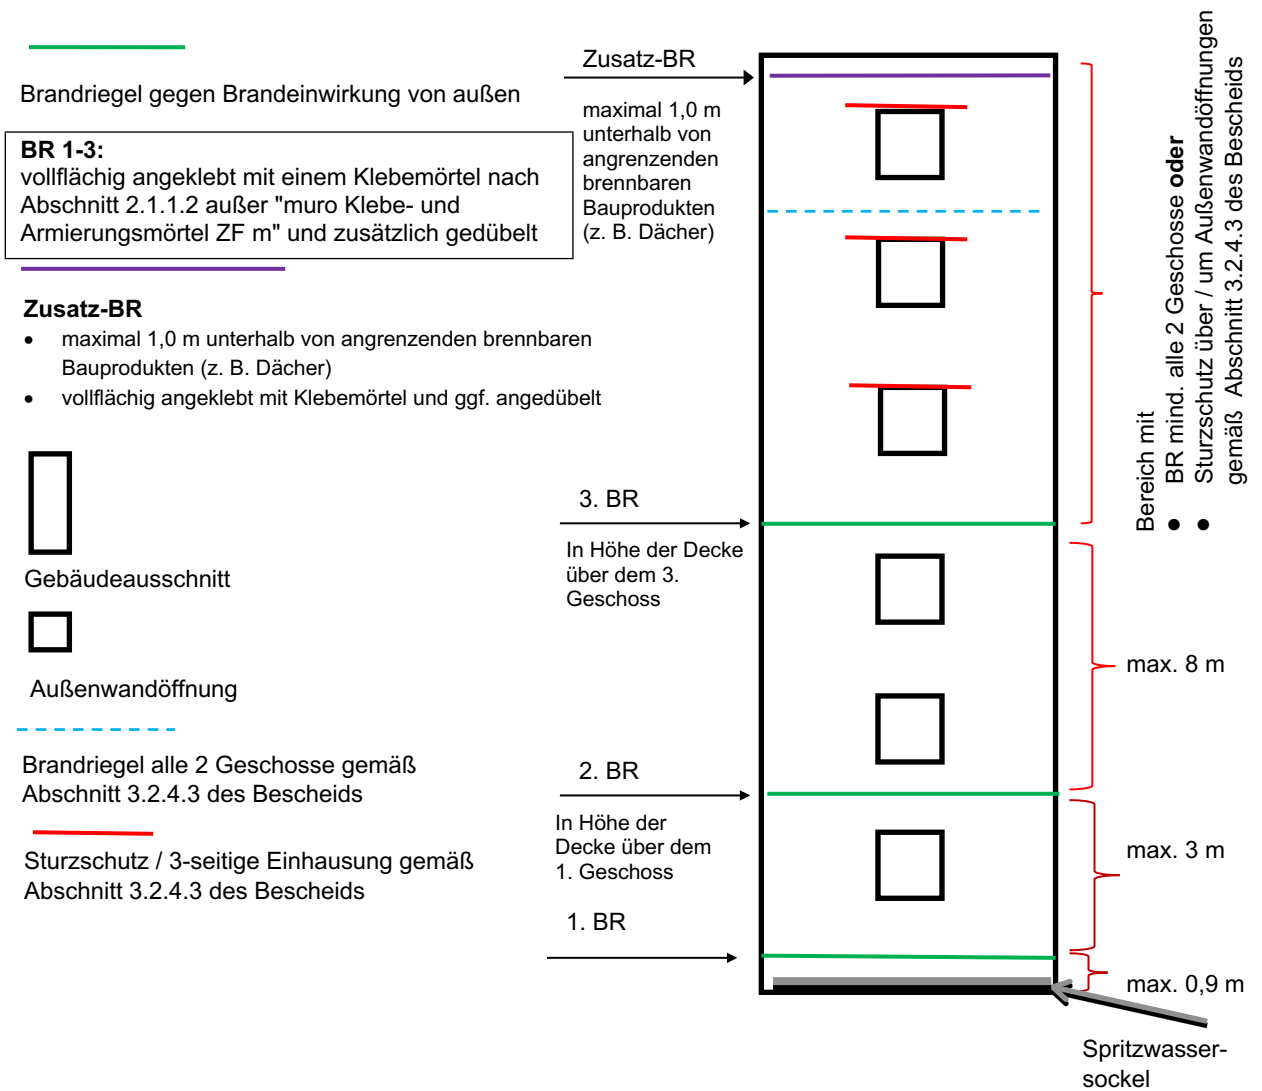 Brandriegel gegen Brandeinwirkung von außen
BR 1-3:
vollflächig angeklebt mit einem Klebemörtel nach
Abschnitt 2.1.1.2 außer "muro Klebe- und
Armierungsmörtel ZF m" und zusätzlich gedübelt
Zusatz-BR
• maximal 1,0 m unterhalb von angrenzenden brennbaren
Bauprodukten (z. B. Dächer)
• vollflächig angeklebt mit Klebemörtel und ggf. angedübelt
Gebäudeausschnitt
Außenwandöffnung
Brandriegel alle 2 Geschosse gemäß
Abschnitt 3.2.4.3 des Bescheids
Sturzschutz / 3-seitige Einhausung gemäß
Abschnitt 3.2.4.3 des Bescheids
Zusatz-BR
maximal 1,0 m
unterhalb von
angrenzenden
brennbaren
Bauprodukten
(z. B. Dächer)
3. BR
In Höhe der Decke
über dem 3.
Geschoss
2. BR
In Höhe der
Decke über dem
1. Geschoss
1. BR
Bereich mit
• BR mind. alle 2 Geschosse oder
• Sturzschutz über / um Außenwandöffnungen
gemäß Abschnitt 3.2.4.3 des Bescheids
max. 8 m
max. 3 m
max. 0,9 m
Spritzwasser-
sockel